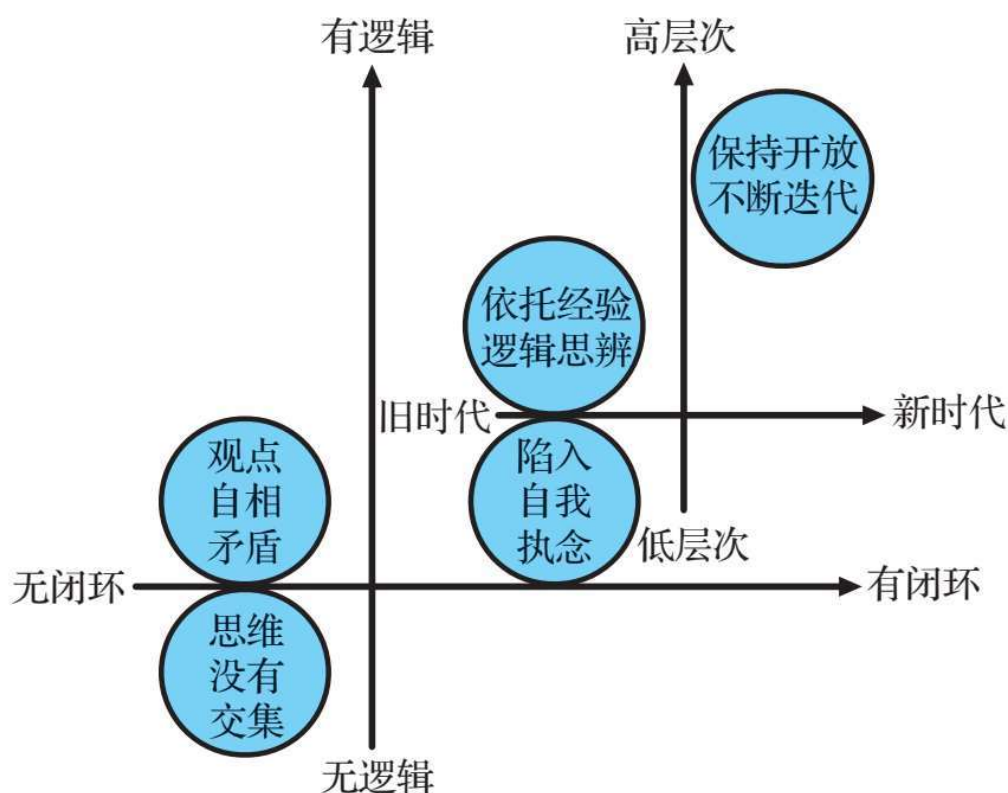 有逻辑
高层次
保持开放
不断迭代
依托经验
逻辑思辨
旧时代
新时代
观点
自相
矛盾
陷入
自我
执念
低层次
无闭环
有闭环
思维
没有
交集
无逻辑